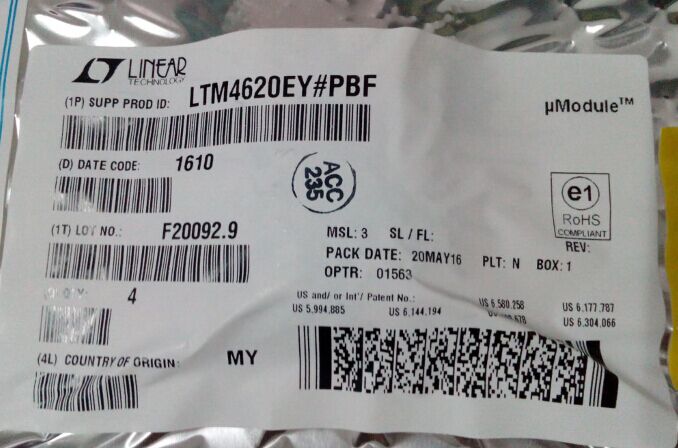 LINEAR
TECHNOLOGY
(1P) SUPP PROD ID: LTM4620EY#PBF
µModule™
(D) DATE CODE: 1610
ACC
235
e1
RoHS
COMPLIANT
(1T) LOT NO.: F20092.9
MSL: 3 SL / FL:
REV:
PACK DATE: 20MAY16 PLT: N BOX: 1
OPTR: 01563
QTY: 4
US and/ or Int'/ Patent No.:
US 5.994.885 US 6.144.194 US 6.580.258 US 6.177.787
US 6.304.066
(4L) COUNTRY OF ORIGIN: MY